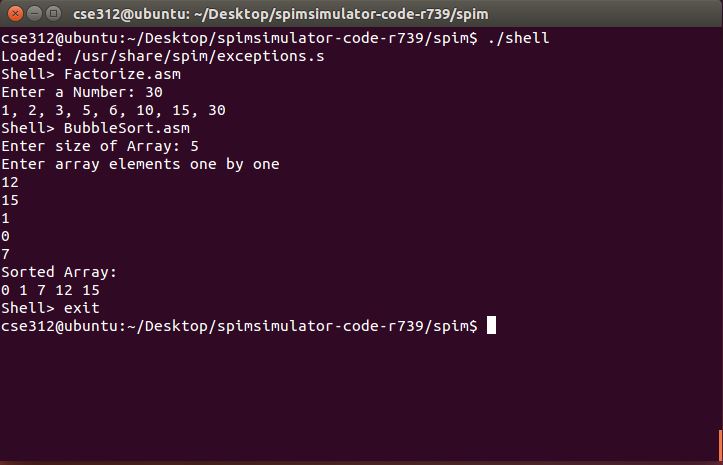 cse312@ubuntu: ~/Desktop/spimsimulator-code-r739/spim
cse312@ubuntu:~/Desktop/spimsimulator-code-r739/spim$ ./shell
Loaded: /usr/share/spim/exceptions.s
Shell> Factorize.asm
Enter a Number: 30
1, 2, 3, 5, 6, 10, 15, 30
Shell> BubbleSort.asm
Enter size of Array: 5
Enter array elements one by one
12
15
1
0
7
Sorted Array:
0 1 7 12 15
Shell> exit
cse312@ubuntu:~/Desktop/spimsimulator-code-r739/spim$